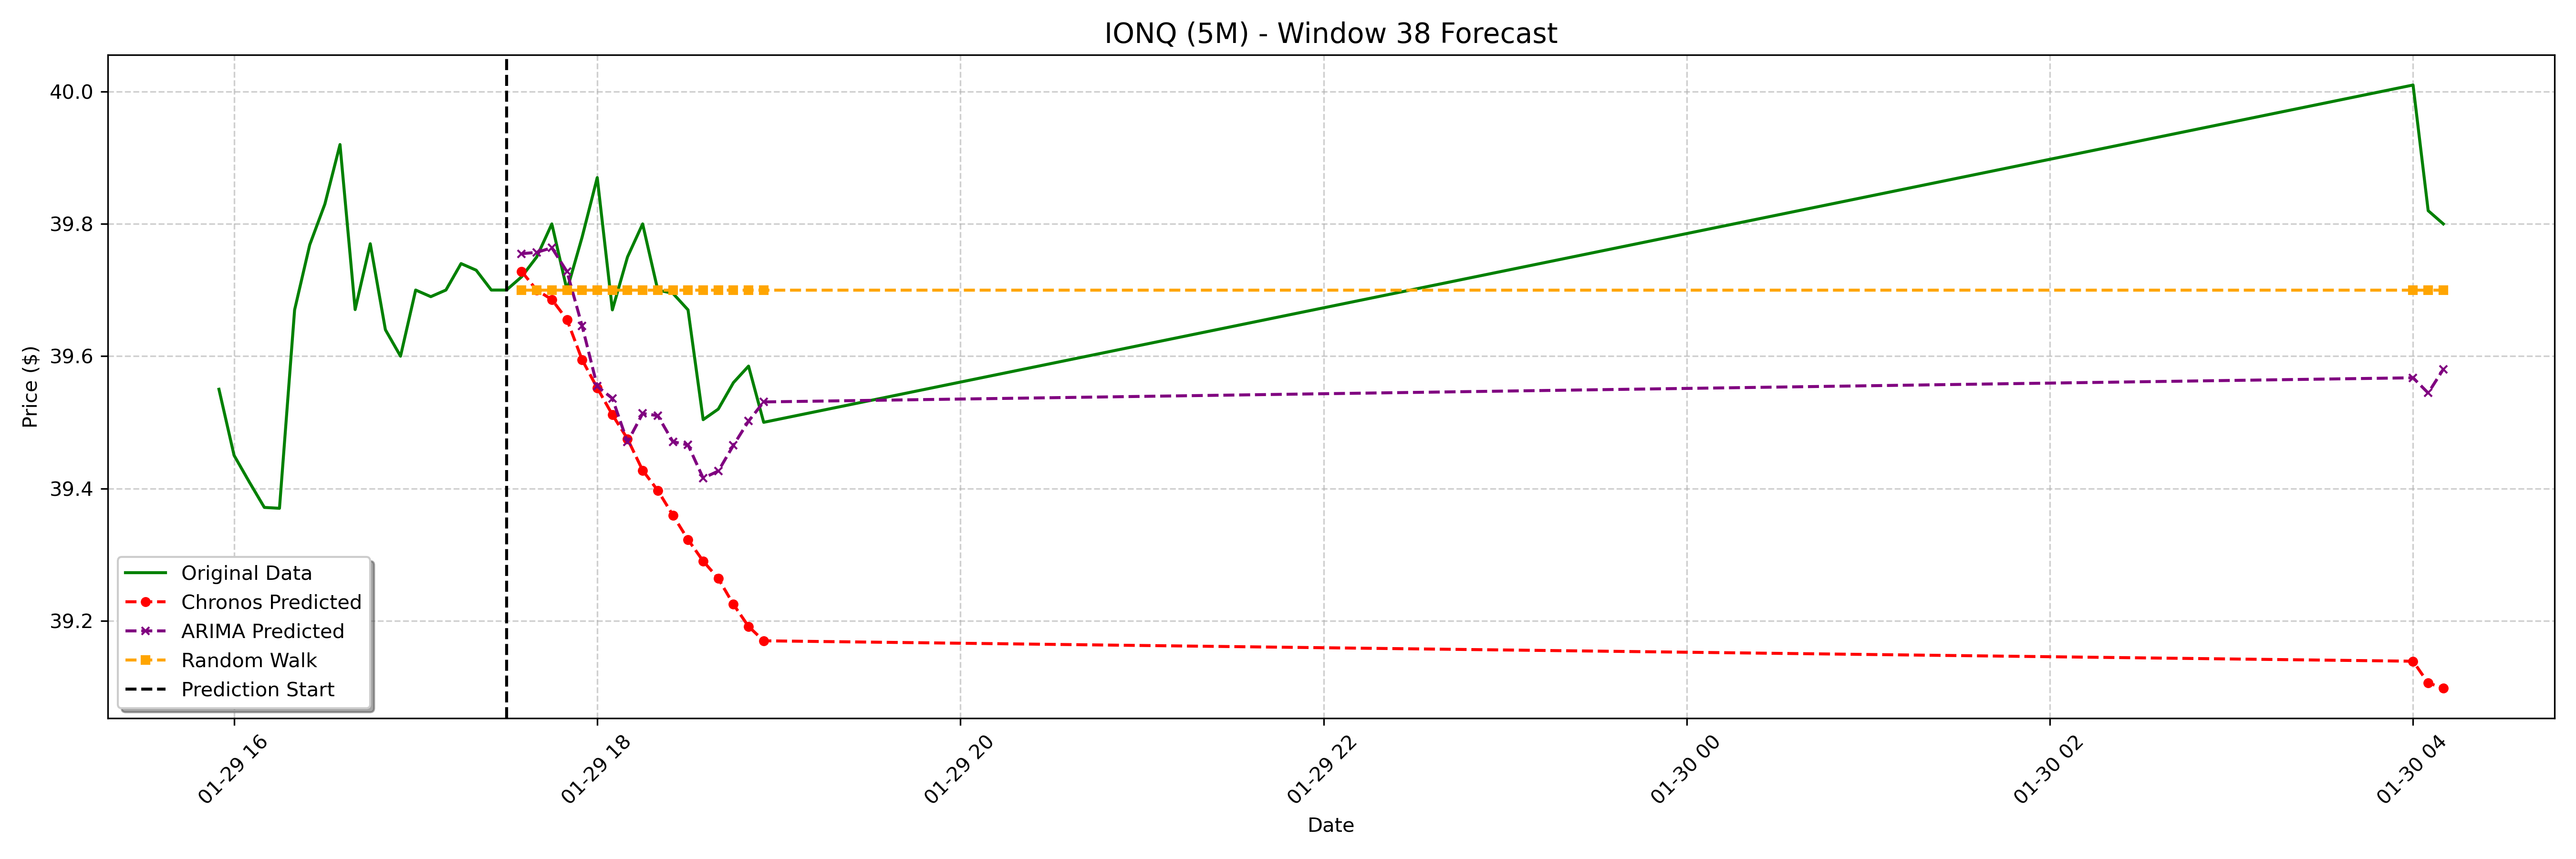 IONQ (5M) - Window 38 Forecast
Price ($)
40.0
39.8
39.6
39.4
39.2
Original Data
Chronos Predicted
ARIMA Predicted
Random Walk
Prediction Start
01-29 16
01-29 18
01-29 20
01-29 22
01-30 00
01-30 02
01-30 04
Date